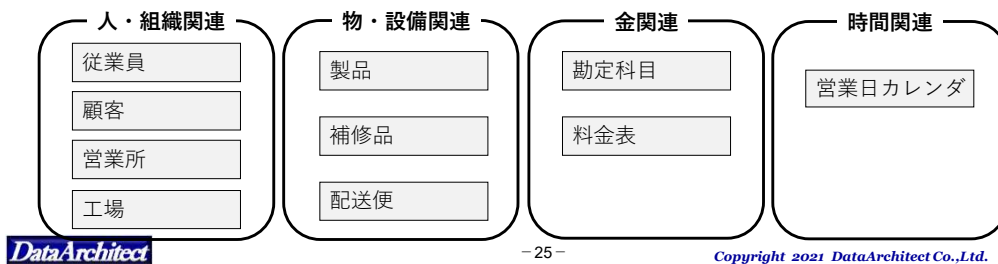 人・組織関連
従業員
顧客
営業所
工場
物・設備関連
製品
補修品
配送便
金関連
勘定科目
料金表
時間関連
営業日カレンダ
DataArchitect
－25－
Copyright 2021 DataArchitect Co.,Ltd.